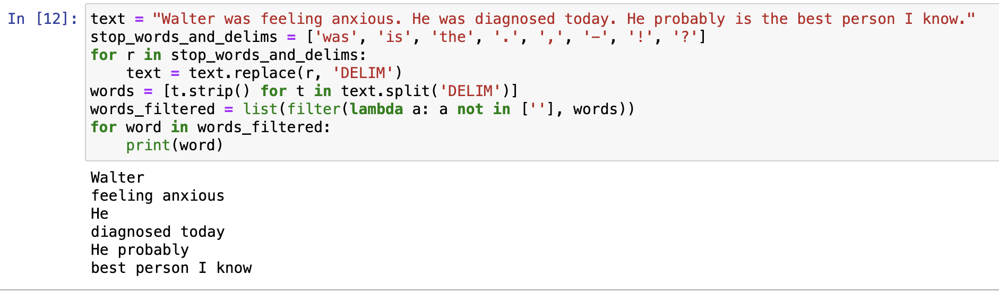 In [12]: text = "Walter was feeling anxious. He was diagnosed today. He probably is the best person I know."
stop_words_and_delims = ['was', 'is', 'the', '.', ',', '-', '!', '?']
for r in stop_words_and_delims:
    text = text.replace(r, 'DELIM')
words = [t.strip() for t in text.split('DELIM')]
words_filtered = list(filter(lambda a: a not in [''], words))
for word in words_filtered:
    print(word)
Walter
feeling anxious
He
diagnosed today
He probably
best person I know